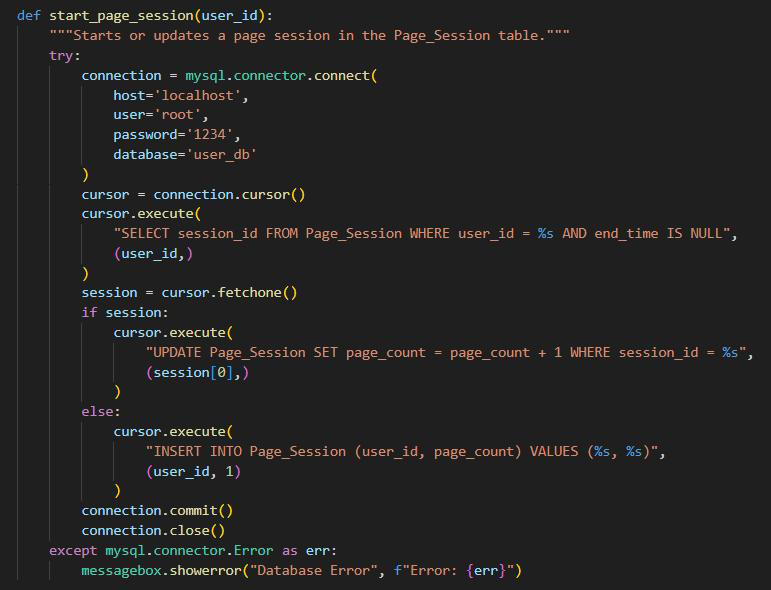 def start_page_session(user_id):
    """Starts or updates a page session in the Page_Session table."""
    try:
        connection = mysql.connector.connect(
            host='localhost',
            user='root',
            password='1234',
            database='user_db'
        )
        cursor = connection.cursor()
        cursor.execute(
            "SELECT session_id FROM Page_Session WHERE user_id = %s AND end_time IS NULL",
            (user_id,)
        )
        session = cursor.fetchone()
        if session:
            cursor.execute(
                "UPDATE Page_Session SET page_count = page_count + 1 WHERE session_id = %s",
                (session[0],)
            )
        else:
            cursor.execute(
                "INSERT INTO Page_Session (user_id, page_count) VALUES (%s, %s)",
                (user_id, 1)
            )
        connection.commit()
        connection.close()
    except mysql.connector.Error as err:
        messagebox.showerror("Database Error", f"Error: {err}")